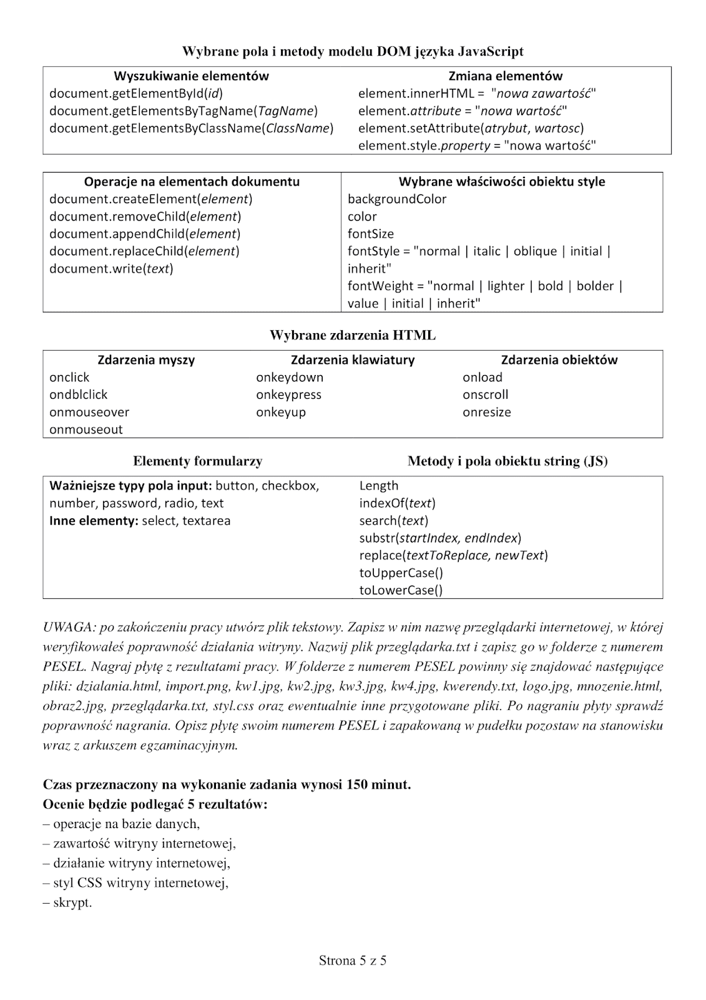 Wybrane pola i metody modelu DOM języka JavaScript
Wyszukiwanie elementów
document.getElementById(id)
document.getElementsByTagName(TagName)
document.getElementsByClassName(ClassName)
Zmiana elementów
element.innerHTML = "nowa zawartość"
element.attribute = "nowa wartość"
element.setAttribute(atrybut, wartosc)
element.style.property = "nowa wartość"
Operacje na elementach dokumentu
document.createElement(element)
document.removeChild(element)
document.appendChild(element)
document.replaceChild(element)
document.write(text)
Wybrane właściwości obiektu style
backgroundColor
color
fontSize
fontStyle = "normal | italic | oblique | initial |
inherit"
fontWeight = "normal | lighter | bold | bolder |
value | initial | inherit"
Wybrane zdarzenia HTML
Zdarzenia myszy
onclick
ondblclick
onmouseover
onmouseout
Zdarzenia klawiatury
onkeydown
onkeypress
onkeyup
Zdarzenia obiektów
onload
onscroll
onresize
Elementy formularzy
Ważniejsze typy pola input: button, checkbox,
number, password, radio, text
Inne elementy: select, textarea
Metody i pola obiektu string (JS)
Length
indexOf(text)
search(text)
substr(startIndex, endIndex)
replace(textToReplace, newText)
toUpperCase()
toLowerCase()
UWAGA: po zakończeniu pracy utwórz plik tekstowy. Zapisz w nim nazwę przeglądarki internetowej, w której
weryfikowałeś poprawność działania witryny. Nazwij plik przeglądarka.txt i zapisz go w folderze z numerem
PESEL. Nagraj płytę z rezultatami pracy. W folderze z numerem PESEL powinny się znajdować następujące
pliki: dzialania.html, import.png, kw1.jpg, kw2.jpg, kw3.jpg, kw4.jpg, kwerendy.txt, logo.jpg, mnozenie.html,
obraz2.jpg, przeglądarka.txt, styl.css oraz ewentualnie inne przygotowane pliki. Po nagraniu płyty sprawdź
poprawność nagrania. Opisz płytę swoim numerem PESEL i zapakowaną w pudełku pozostaw na stanowisku
wraz z arkuszem egzaminacyjnym.
Czas przeznaczony na wykonanie zadania wynosi 150 minut.
Ocenie będzie podlegać 5 rezultatów:
– operacje na bazie danych,
– zawartość witryny internetowej,
– działanie witryny internetowej,
– styl CSS witryny internetowej,
– skrypt.
Strona 5 z 5